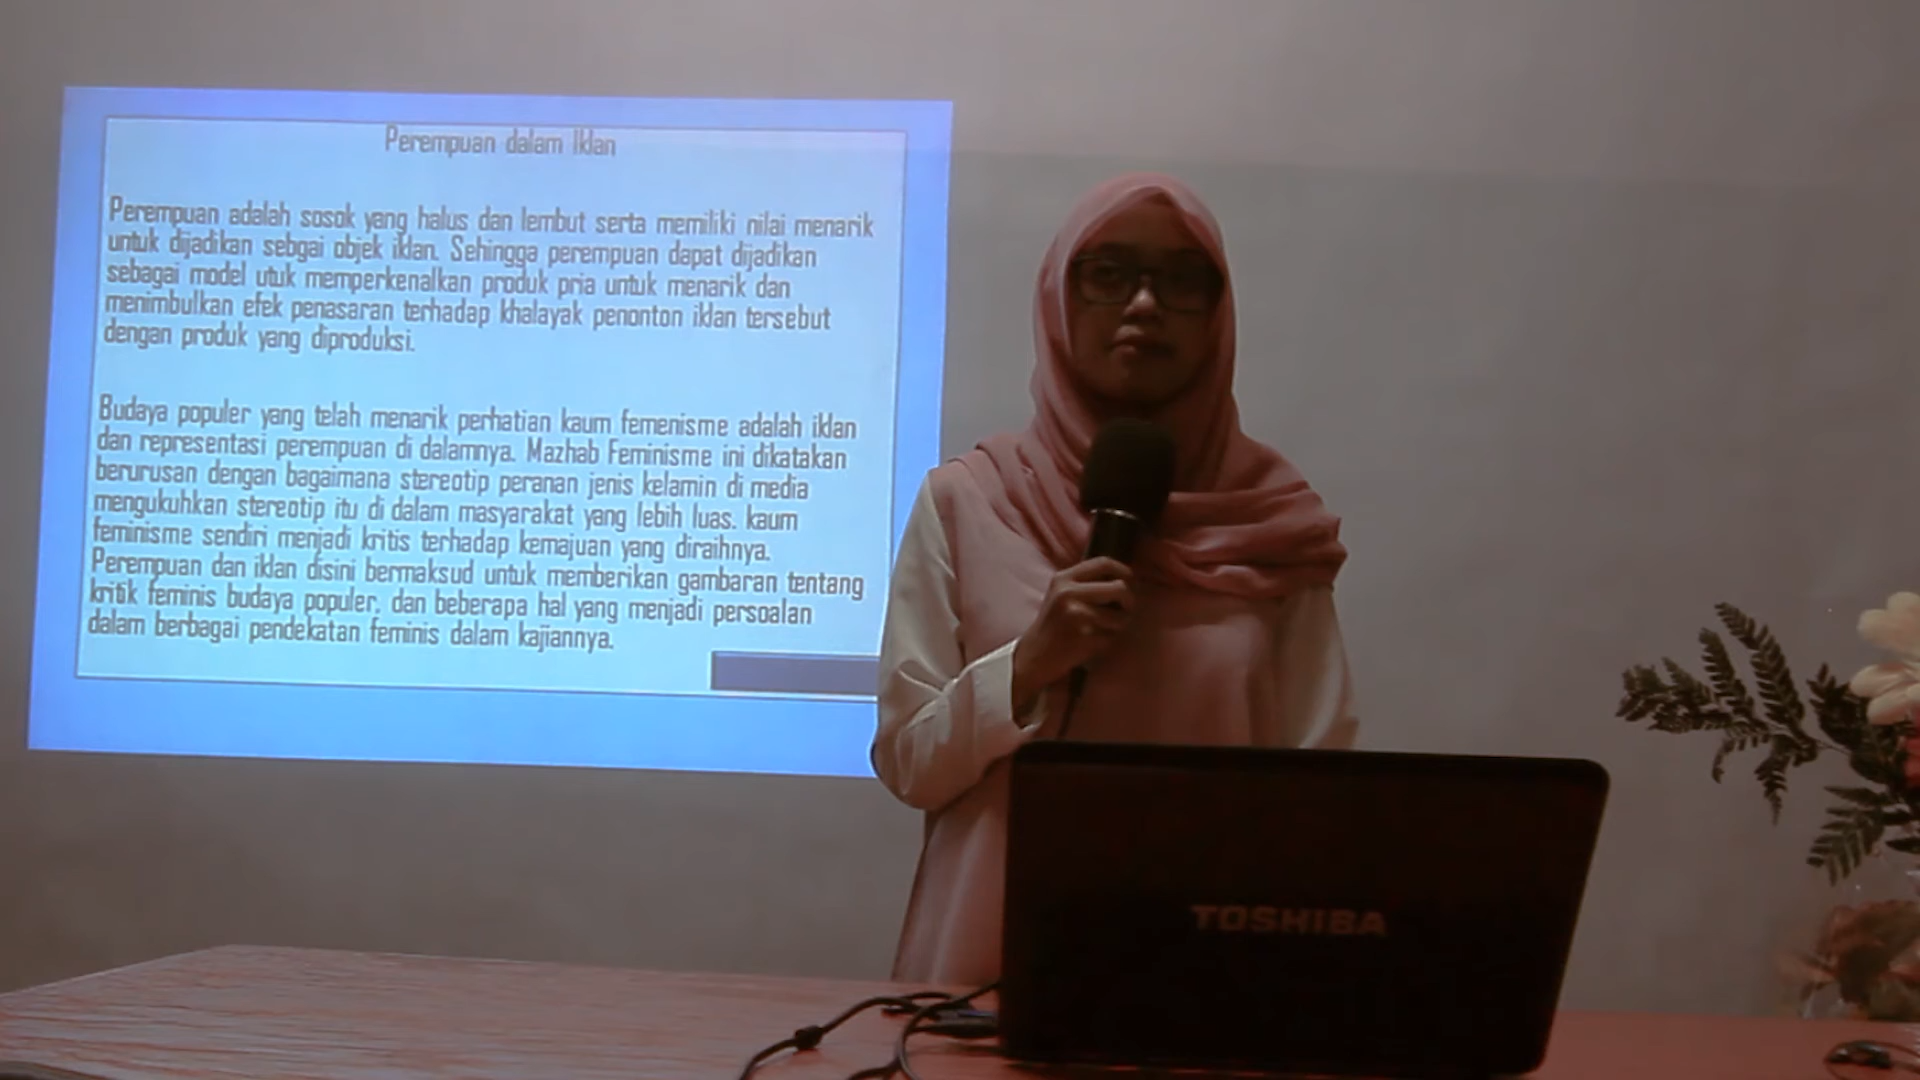 Perempuan dalam Iklan
Perempuan adalah sosok yang halus dan lembut serta memiliki nilai menarik
untuk dijadikan sebgai objek iklan. Sehingga perempuan dapat dijadikan
sebagai model utuk memperkenalkan produk pria untuk menarik dan
menimbulkan efek penasaran terhadap khalayak penonton iklan tersebut
dengan produk yang diproduksi.
Budaya populer yang telah menarik perhatian kaum femenisme adalah iklan
dan representasi perempuan di dalamnya. Mazhab Feminisme ini dikatakan
berurusan dengan bagaimana stereotip peranan jenis kelamin di media
mengukuhkan stereotip itu di dalam masyarakat yang lebih luas. kaum
feminisme sendiri menjadi kritis terhadap kemajuan yang diraihnya.
Perempuan dan iklan disini bermaksud untuk memberikan gambaran tentang
kritik feminis budaya populer, dan beberapa hal yang menjadi persoalan
dalam berbagai pendekatan feminis dalam kajiannya.
TOSHIBA